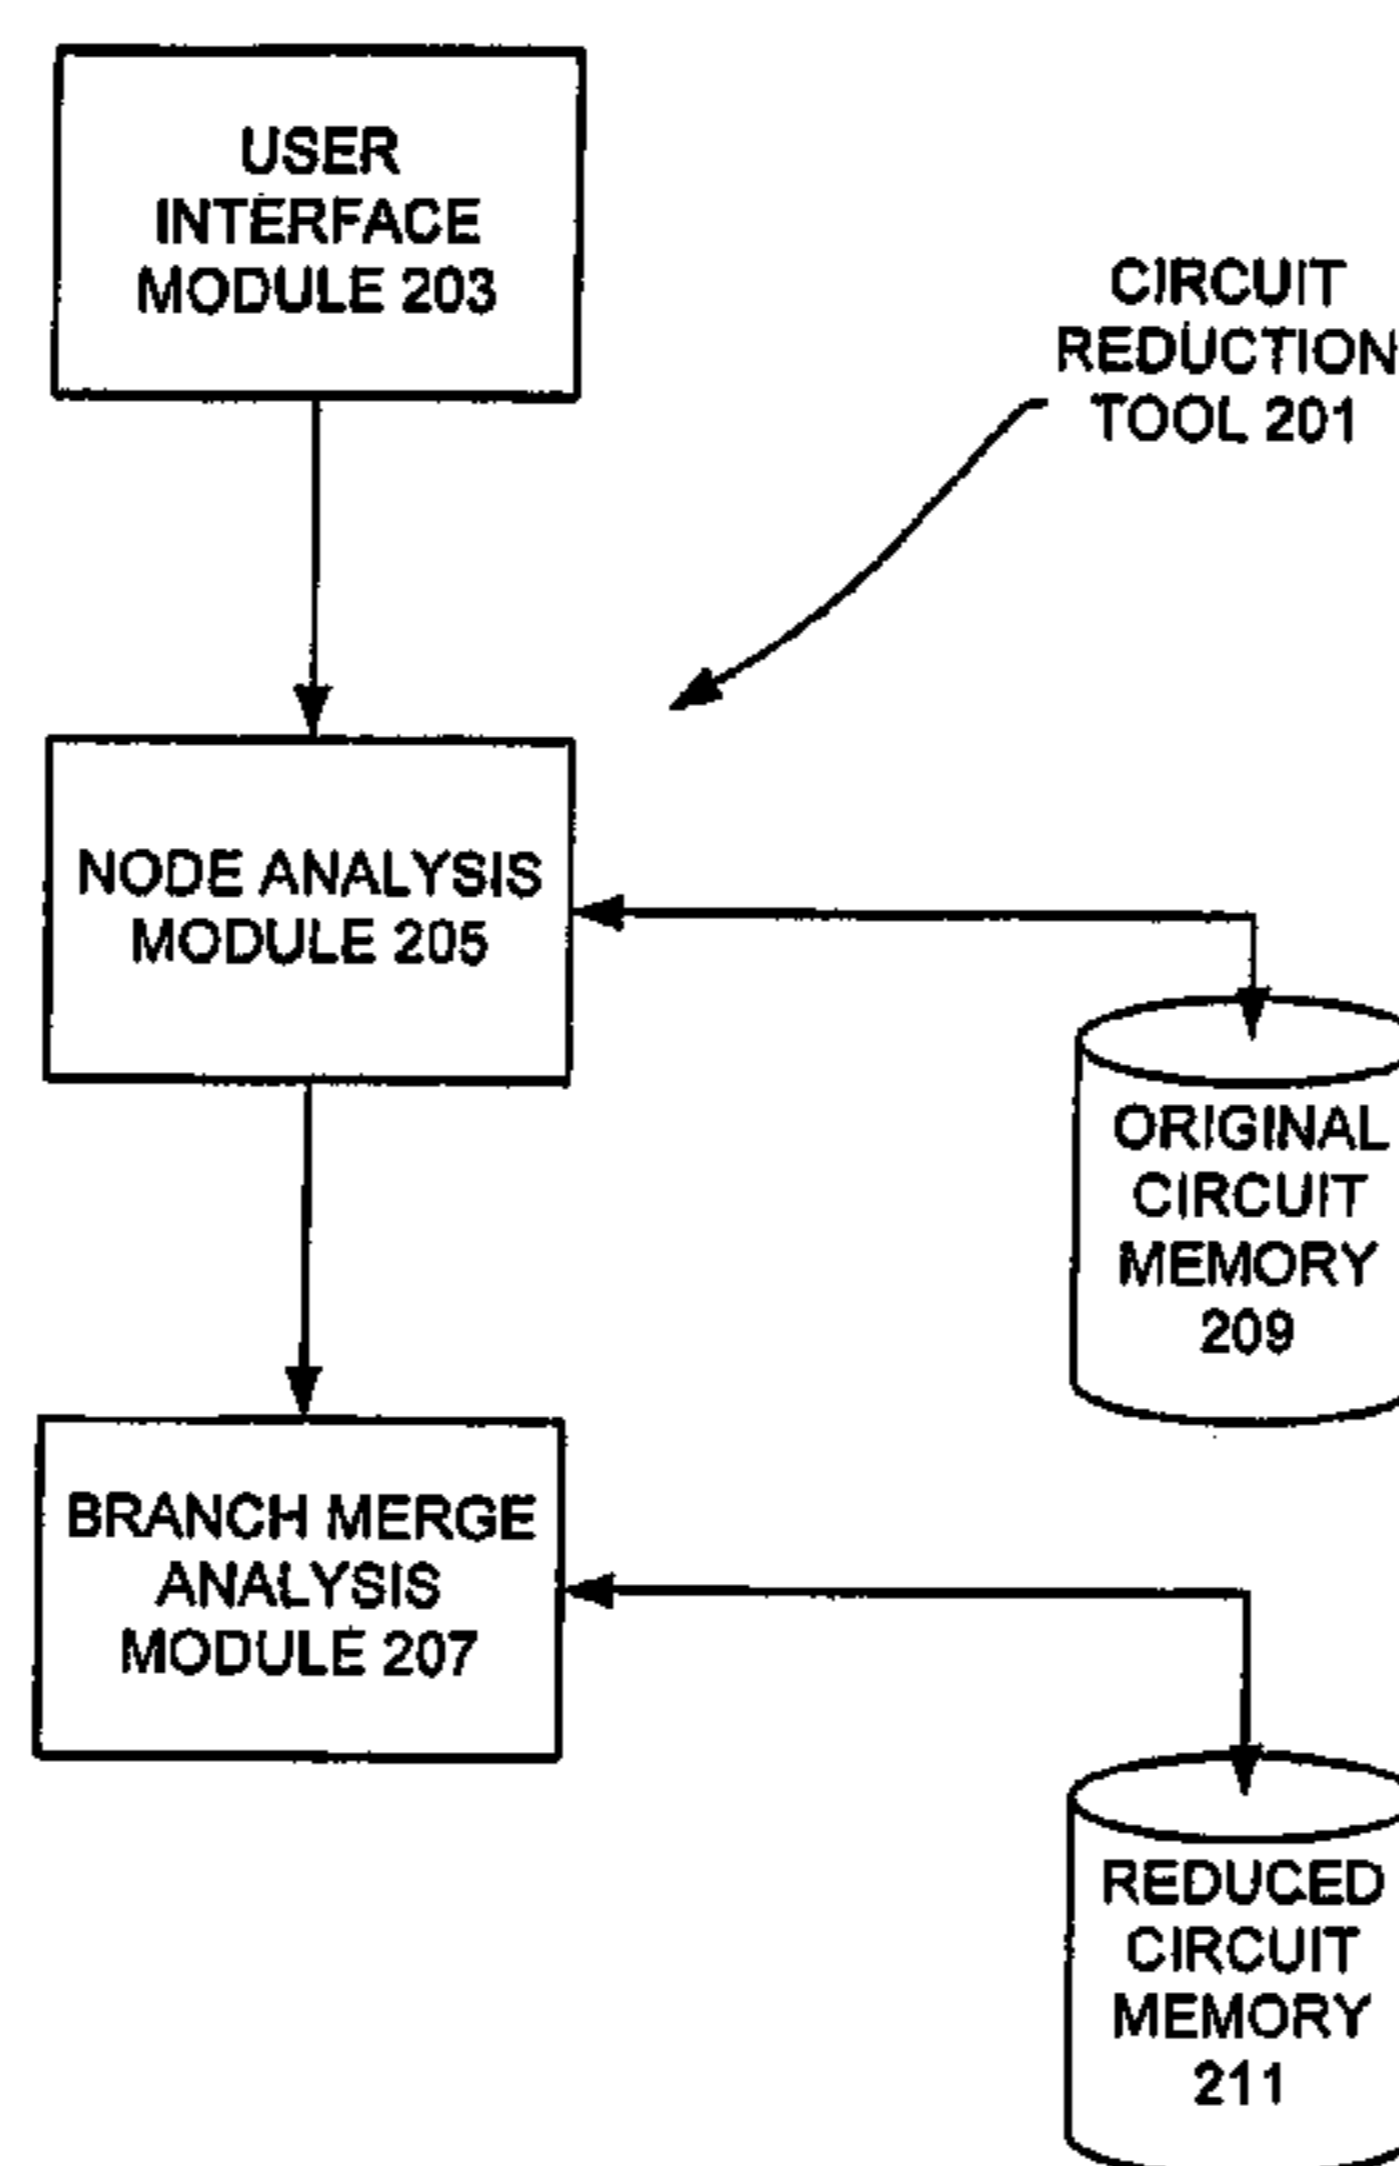 USER
INTERFACE
MODULE 203
CIRCUIT
REDUCTION
TOOL 201
NODE ANALYSIS
MODULE 205
ORIGINAL
CIRCUIT
MEMORY
209
BRANCH MERGE
ANALYSIS
MODULE 207
REDUCED
CIRCUIT
MEMORY
211